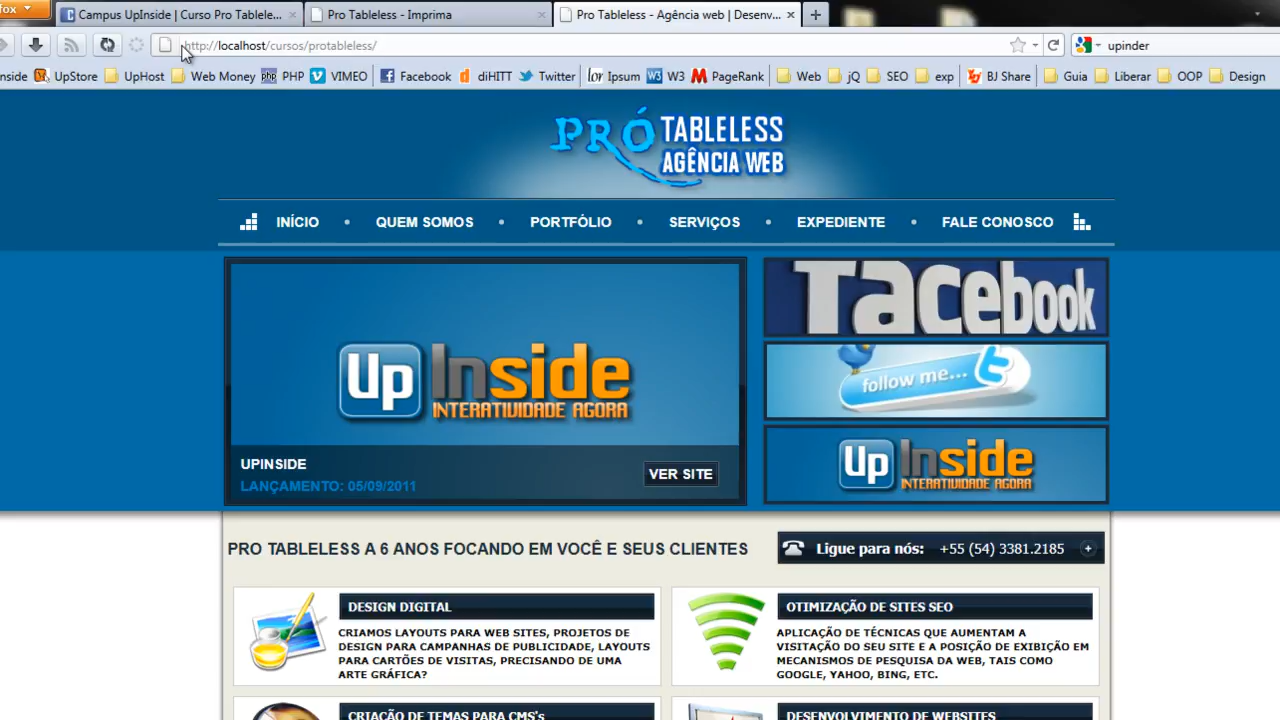 fox
Campus UpInside | Curso Pro Tablele...
Pro Tableless - Imprima
Pro Tableless - Agência web | Desenv...
http://localhost/cursos/protableless/
upinder
nside
UpStore
UpHost
Web Money
php PHP
VIMEO
Facebook
diHITT
Twitter
lor Ipsum
W3 W3
PageRank
Web
jQ
SEO
exp
BJ Share
Guia
Liberar
OOP
Design
PRÓ TABLELESS
AGÊNCIA WEB
INÍCIO
QUEM SOMOS
PORTFÓLIO
SERVIÇOS
EXPEDIENTE
FALE CONOSCO
Up Inside
INTERATIVIDADE AGORA
UPINSIDE
LANÇAMENTO: 05/09/2011
VER SITE
Tacebook
follow me...
Up Inside
INTERATIVIDADE AGORA
PRO TABLELESS A 6 ANOS FOCANDO EM VOCÊ E SEUS CLIENTES
Ligue para nós: +55 (54) 3381.2185
DESIGN DIGITAL
CRIAMOS LAYOUTS PARA WEB SITES, PROJETOS DE
DESIGN PARA CAMPANHAS DE PUBLICIDADE, LAYOUTS
PARA CARTÕES DE VISITAS, PRECISANDO DE UMA
ARTE GRÁFICA?
OTIMIZAÇÃO DE SITES SEO
APLICAÇÃO DE TÉCNICAS QUE AUMENTAM A
VISITAÇÃO DO SEU SITE E A POSIÇÃO DE EXIBIÇÃO EM
MECANISMOS DE PESQUISA DA WEB, TAIS COMO
GOOGLE, YAHOO, BING, ETC.
CRIAÇÃO DE TEMAS PARA CMS's
DESENVOLVIMENTO DE WEBSITES